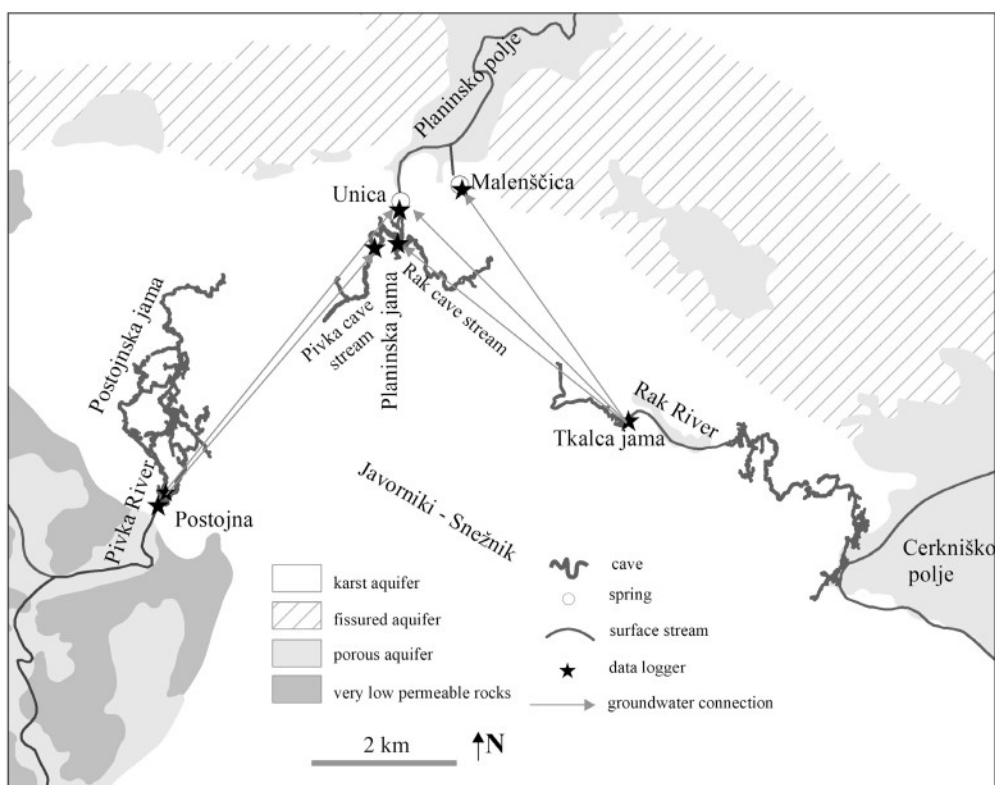 Planinsko polje
Malenščica
Unica
Postojnska jama
Pivka cave
stream
Planinska jama
Rak cave stream
Rak River
Tkalca jama
Pivka River
Postojna
Javorniki - Snežnik
Cerkniško
polje
karst aquifer
fissured aquifer
porous aquifer
very low permeable rocks
cave
spring
surface stream
data logger
groundwater connection
2 km
N